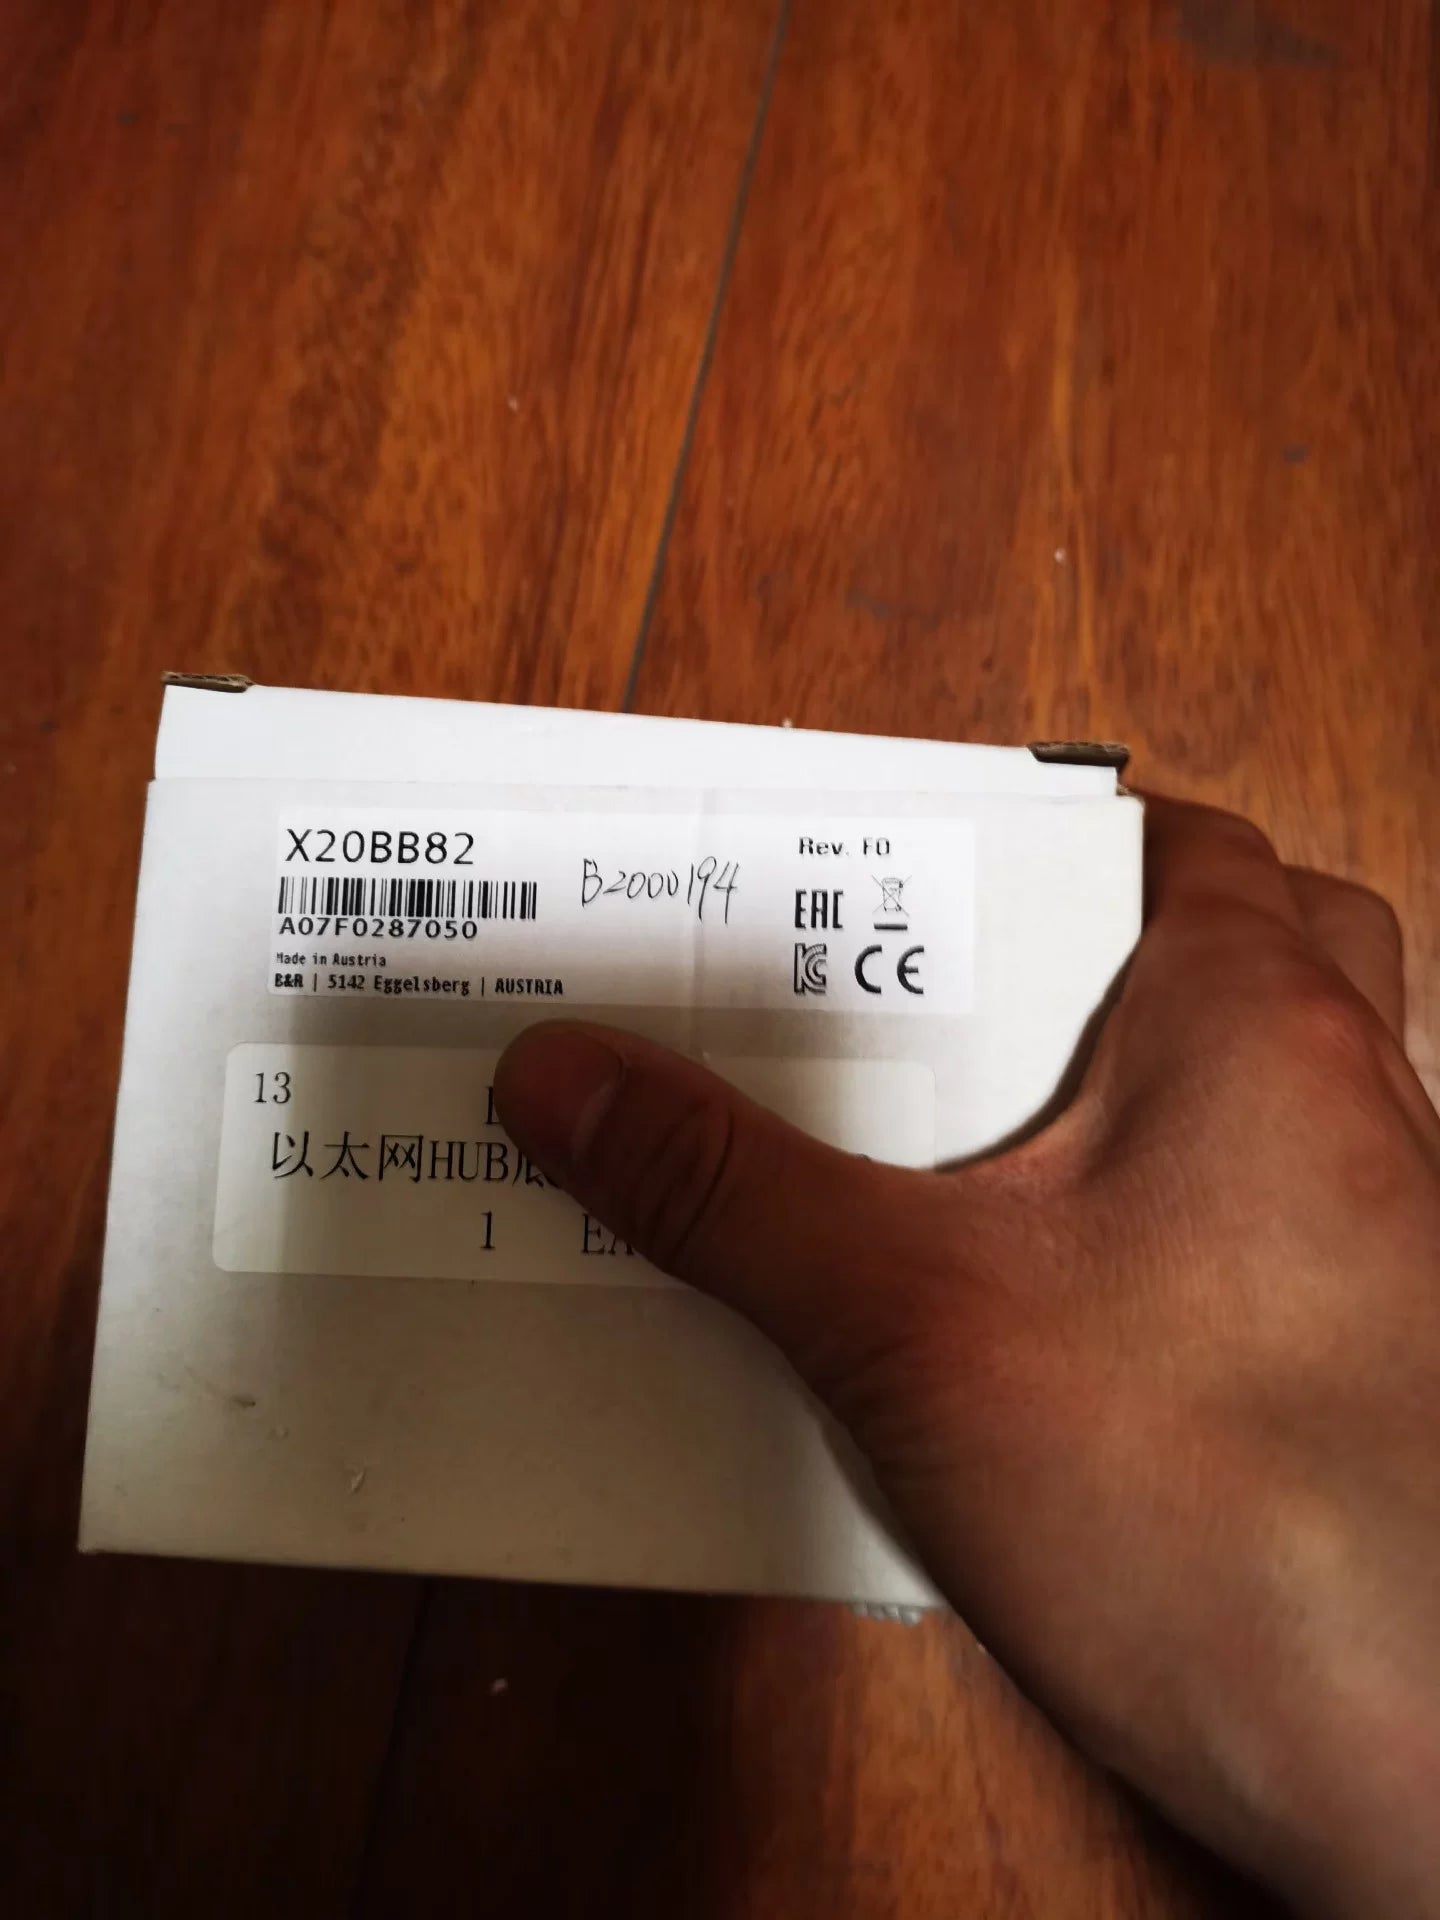 X20BB82
B2000194
Rev. F0
A07F0287050
EAC
Made in Austria
B&R | 5142 Eggelsberg | AUSTRIA
CE
13
以太网HUB
1